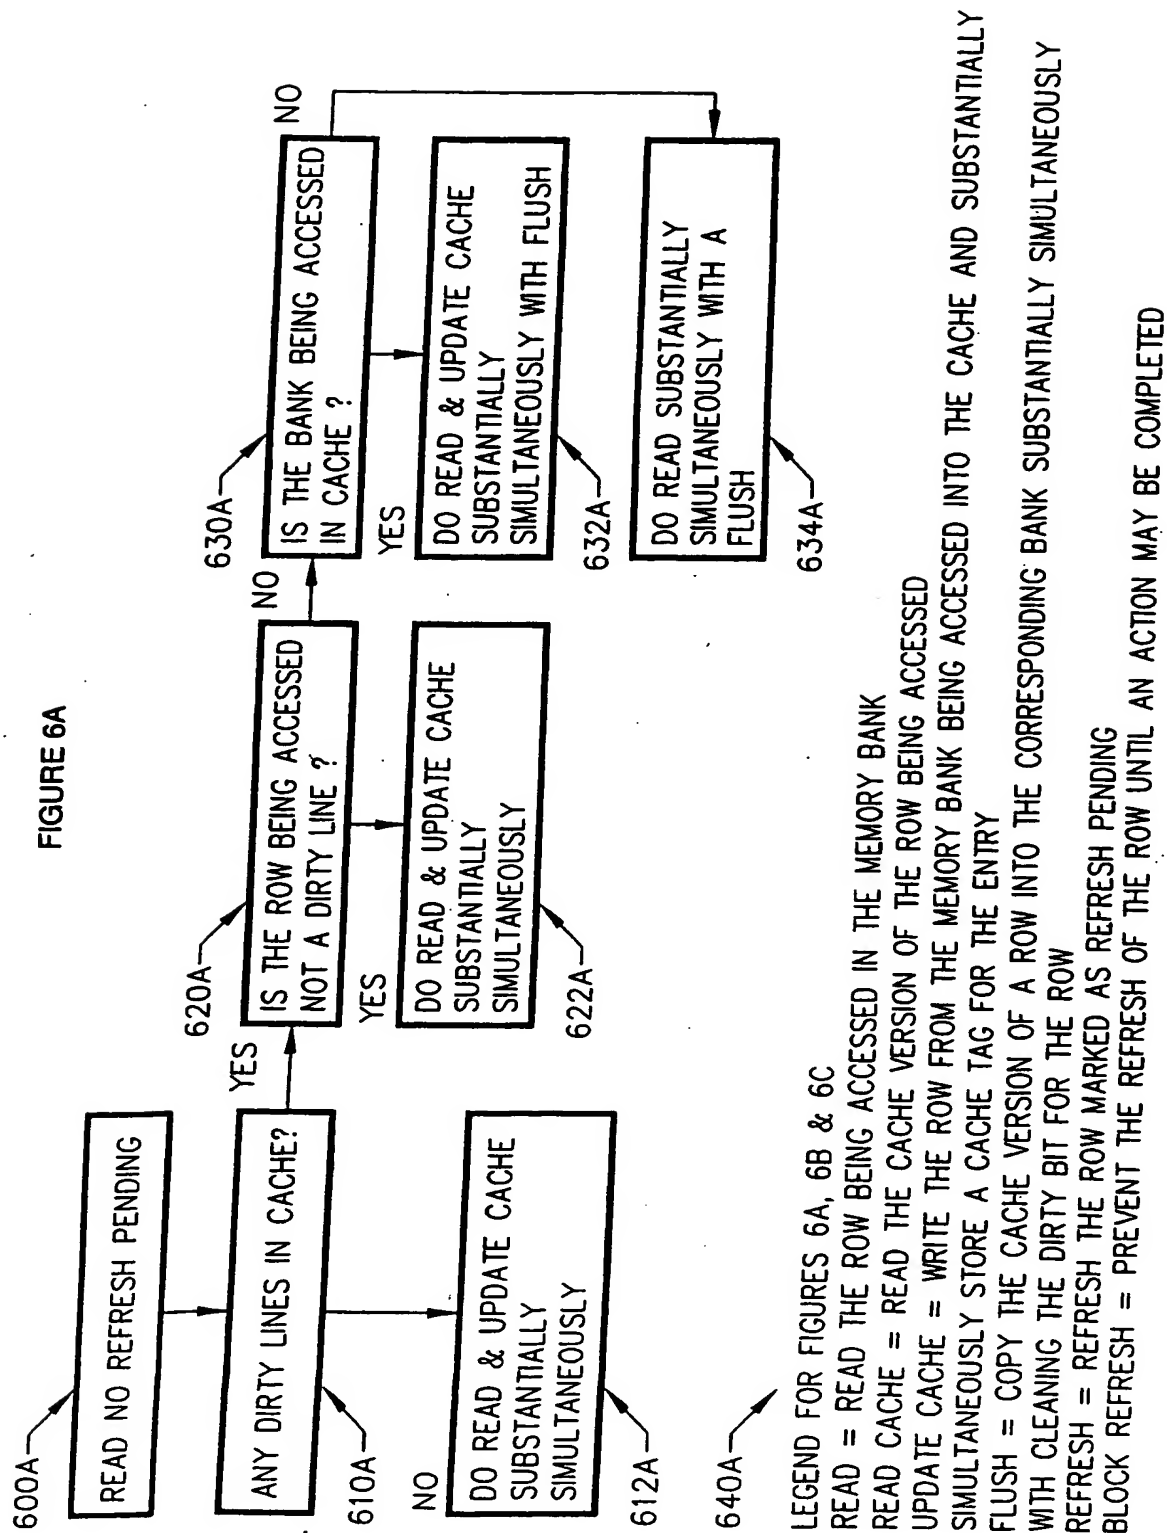 FIGURE 6A
600A
READ NO REFRESH PENDING
610A
ANY DIRTY LINES IN CACHE?
NO
DO READ & UPDATE CACHE
SUBSTANTIALLY
SIMULTANEOUSLY
612A
YES
620A
IS THE ROW BEING ACCESSED
NOT A DIRTY LINE ?
YES
DO READ & UPDATE CACHE
SUBSTANTIALLY
SIMULTANEOUSLY
622A
NO
630A
IS THE BANK BEING ACCESSED
IN CACHE ?
YES
DO READ & UPDATE CACHE
SUBSTANTIALLY
SIMULTANEOUSLY WITH FLUSH
632A
NO
DO READ SUBSTANTIALLY
SIMULTANEOUSLY WITH A
FLUSH
634A
640A
LEGEND FOR FIGURES 6A, 6B & 6C
READ = READ THE ROW BEING ACCESSED IN THE MEMORY BANK
READ CACHE = READ THE CACHE VERSION OF THE ROW BEING ACCESSED
UPDATE CACHE = WRITE THE ROW FROM THE MEMORY BANK BEING ACCESSED INTO THE CACHE AND SUBSTANTIALLY
SIMULTANEOUSLY STORE A CACHE TAG FOR THE ENTRY
FLUSH = COPY THE CACHE VERSION OF A ROW INTO THE CORRESPONDING BANK SUBSTANTIALLY SIMULTANEOUSLY
WITH CLEANING THE DIRTY BIT FOR THE ROW
REFRESH = REFRESH THE ROW MARKED AS REFRESH PENDING
BLOCK REFRESH = PREVENT THE REFRESH OF THE ROW UNTIL AN ACTION MAY BE COMPLETED